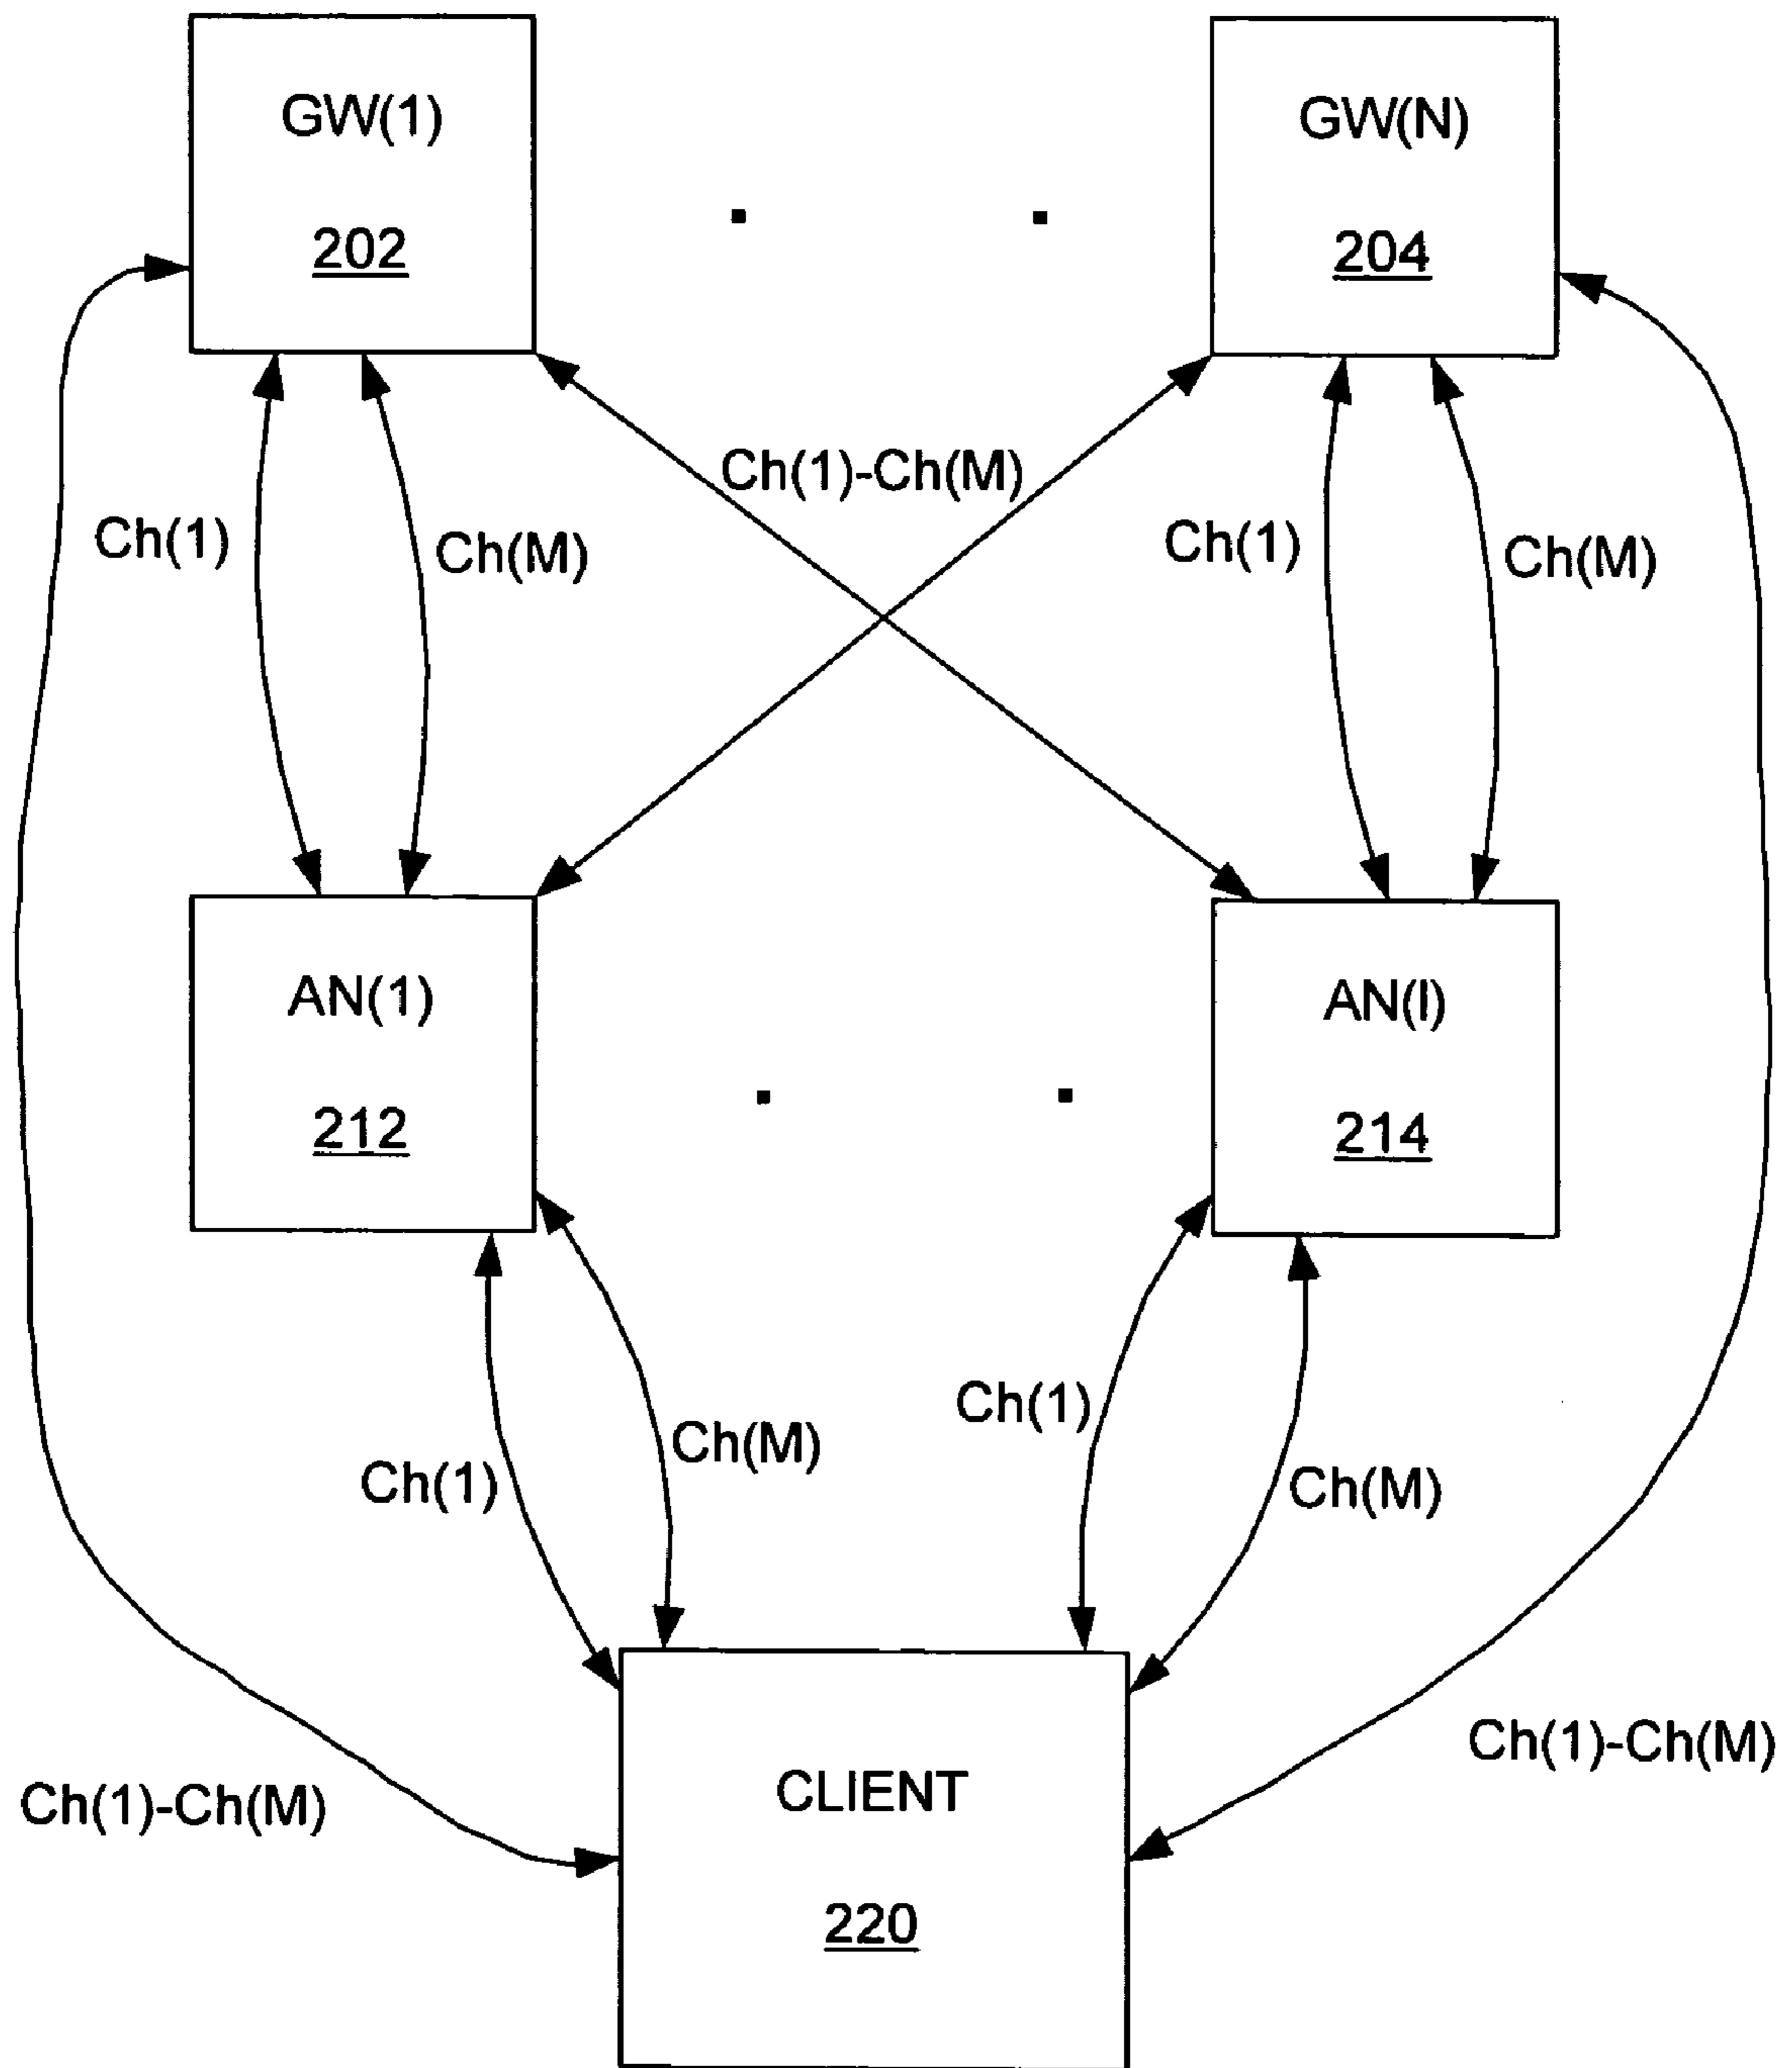 GW(1)
202
GW(N)
204
Ch(1)-Ch(M)
Ch(1)
Ch(M)
Ch(1)
Ch(M)
AN(1)
212
AN(I)
214
Ch(1)
Ch(M)
Ch(1)
Ch(M)
Ch(1)-Ch(M)
Ch(1)-Ch(M)
CLIENT
220